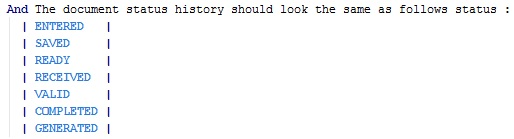 And The document status history should look the same as follows status :
| ENTERED |
| SAVED |
| READY |
| RECEIVED |
| VALID |
| COMPLETED |
| GENERATED |